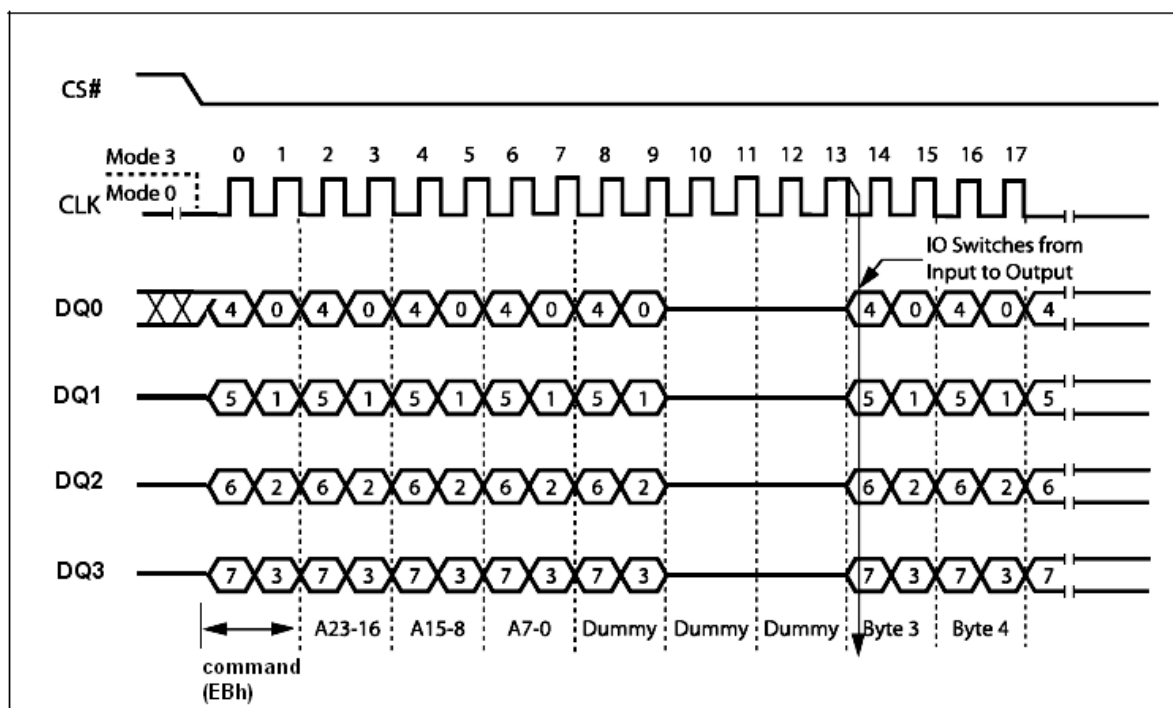 CS#
Mode 3
0 1 2 3 4 5 6 7 8 9 10 11 12 13 14 15 16 17
CLK Mode 0
IO Switches from
Input to Output
DQ0 4 0 4 0 4 0 4 0 4 0 4 0 4 0 4
DQ1 5 1 5 1 5 1 5 1 5 1 5 1 5 1 5
DQ2 6 2 6 2 6 2 6 2 6 2 6 2 6 2 6
DQ3 7 3 7 3 7 3 7 3 7 3 7 3 7 3 7
A23-16 A15-8 A7-0 Dummy Dummy Dummy Byte 3 Byte 4
command
(EBh)